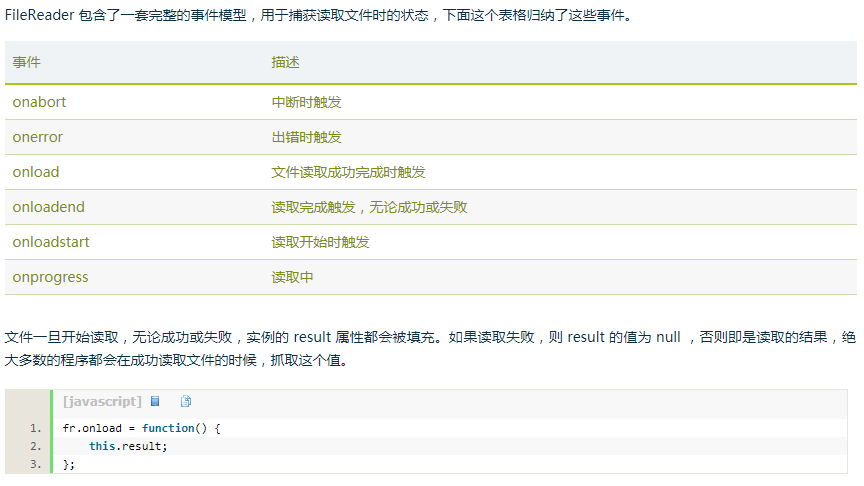 FileReader 包含了一套完整的事件模型，用于捕获读取文件时的状态，下面这个表格归纳了这些事件。
事件 描述
onabort 中断时触发
onerror 出错时触发
onload 文件读取成功完成时触发
onloadend 读取完成触发，无论成功或失败
onloadstart 读取开始时触发
onprogress 读取中
文件一旦开始读取，无论成功或失败，实例的 result 属性都会被填充。如果读取失败，则 result 的值为 null ，否则即是读取的结果，绝
大多数的程序都会在成功读取文件的时候，抓取这个值。
[javascript]
1. fr.onload = function() {
2. this.result;
3. };